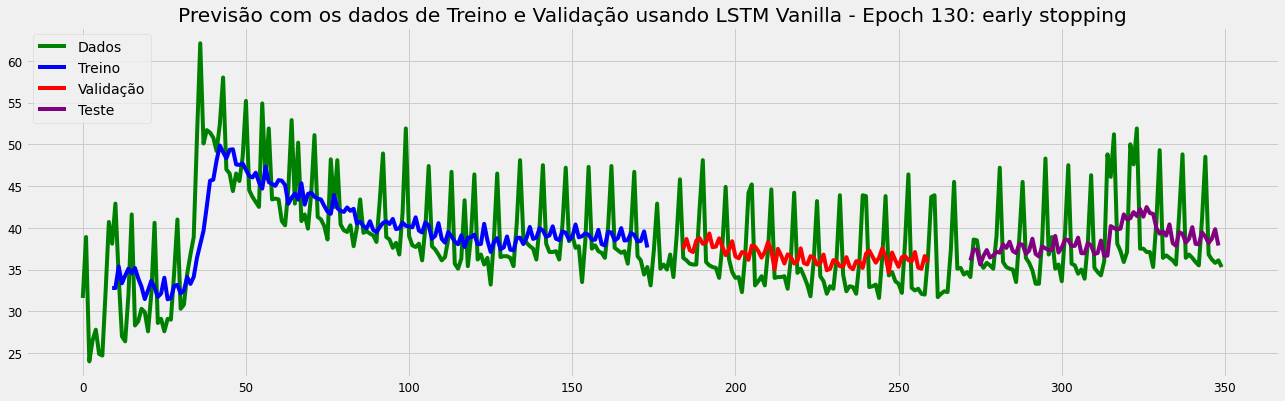 Previsão com os dados de Treino e Validação usando LSTM Vanilla - Epoch 130: early stopping
Dados
Treino
Validação
Teste
60
55
50
45
40
35
30
25
0 50 100 150 200 250 300 350